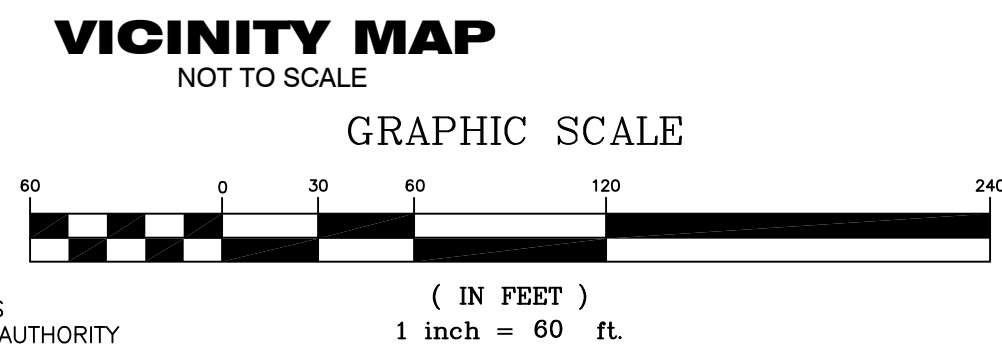 VICINITY MAP
NOT TO SCALE
GRAPHIC SCALE
60 0 30 60 120 240
( IN FEET )
1 inch = 60 ft.
AUTHORITY